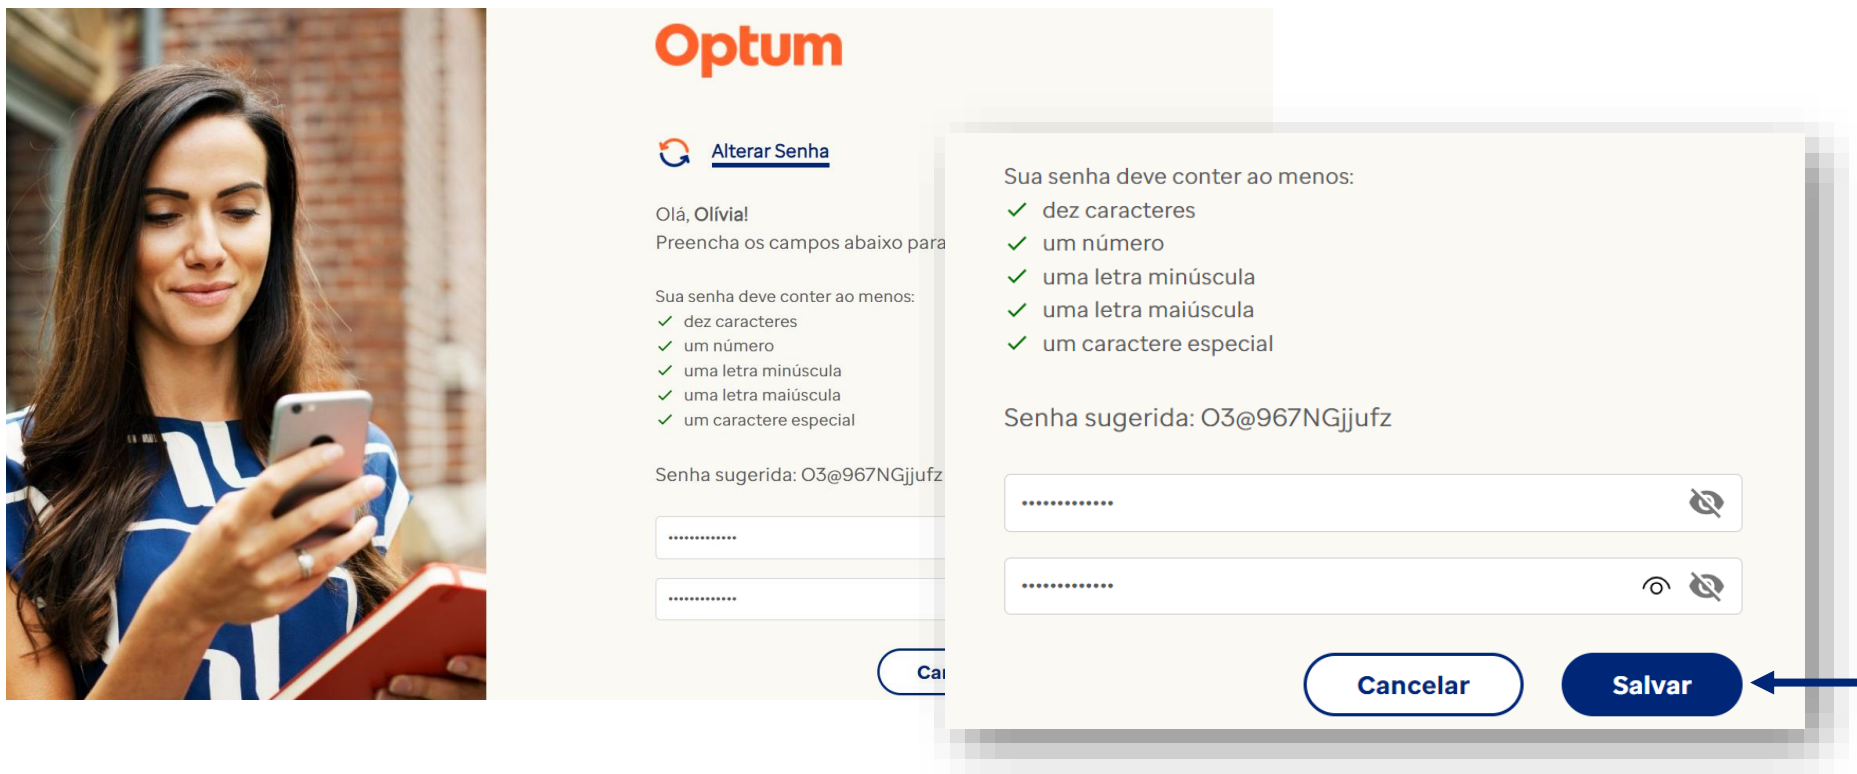 Optum
Alterar Senha
Olá, Olívia!
Preencha os campos abaixo para
Sua senha deve conter ao menos:
dez caracteres
um número
uma letra minúscula
uma letra maiúscula
um caractere especial
Senha sugerida: O3@967NGjjufz
•••••••••••••
•••••••••••••
Sua senha deve conter ao menos:
dez caracteres
um número
uma letra minúscula
uma letra maiúscula
um caractere especial
Senha sugerida: O3@967NGjjufz
•••••••••••••
•••••••••••••
Cancelar Salvar